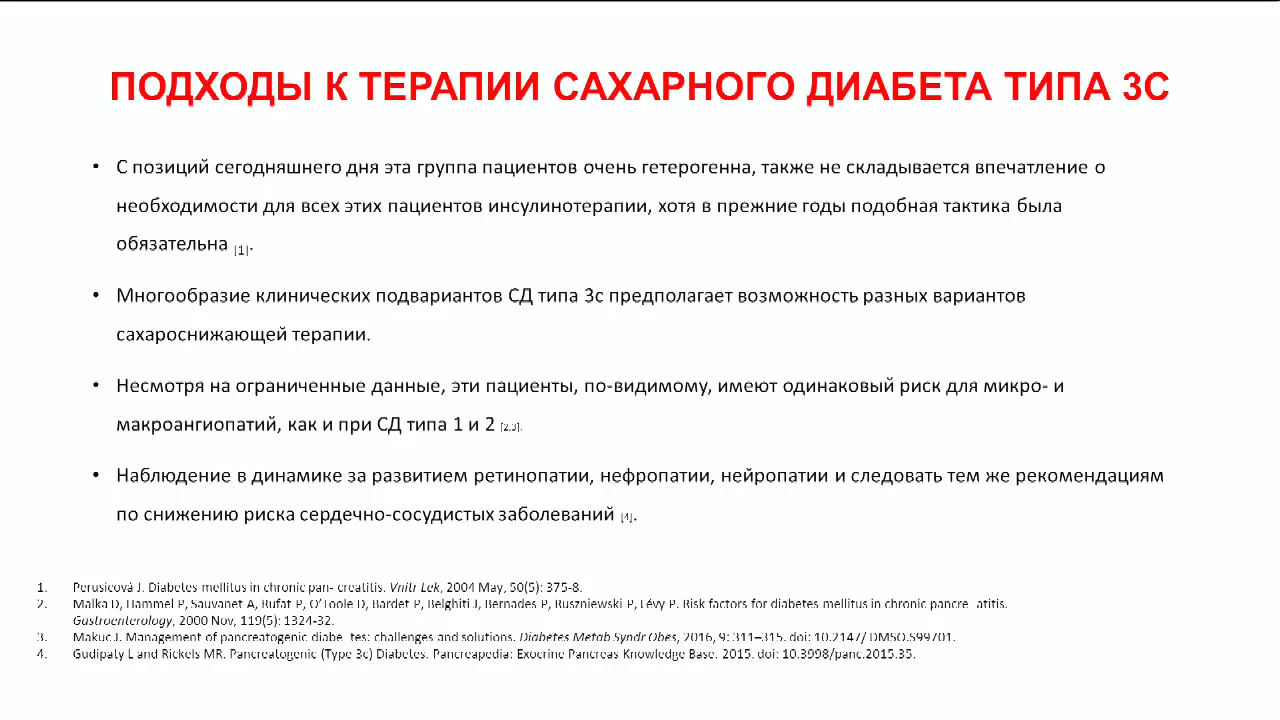 ПОДХОДЫ К ТЕРАПИИ САХАРНОГО ДИАБЕТА ТИПА 3С
• С позиций сегодняшнего дня эта группа пациентов очень гетерогенна, также не складывается впечатление о
необходимости для всех этих пациентов инсулинотерапии, хотя в прежние годы подобная тактика была
обязательна [1].
• Многообразие клинических подвариантов СД типа 3с предполагает возможность разных вариантов
сахароснижающей терапии.
• Несмотря на ограниченные данные, эти пациенты, по-видимому, имеют одинаковый риск для микро- и
макроангиопатий, как и при СД типа 1 и 2 [2,3].
• Наблюдение в динамике за развитием ретинопатии, нефропатии, нейропатии и следовать тем же рекомендациям
по снижению риска сердечно-сосудистых заболеваний [4].
1. Perusicová J. Diabetes mellitus in chronic pan- creatitis. Vnitr Lek, 2004 May, 50(5): 375-8.
2. Malka D, Hammel P, Sauvanet A, Rufat P, O'Toole D, Bardet P, Belghiti J, Bernades P, Ruszniewski P, Lévy P. Risk factors for diabetes mellitus in chronic pancre atitis.
Gastroenterology, 2000 Nov, 119(5): 1324-32.
3. Makuc J. Management of pancreatogenic diabe tes: challenges and solutions. Diabetes Metab Syndr Obes, 2016, 9: 311–315. doi: 10.2147/ DMSO.S99701.
4. Gudipaty L and Rickels MR. Pancreatogenic (Type 3c) Diabetes. Pancreapedia: Exocrine Pancreas Knowledge Base. 2015. doi: 10.3998/panc.2015.35.